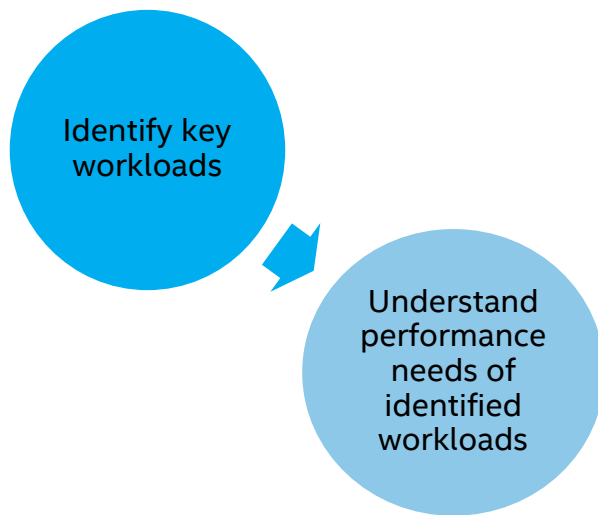 Identify key
workloads
Understand
performance
needs of
identified
workloads